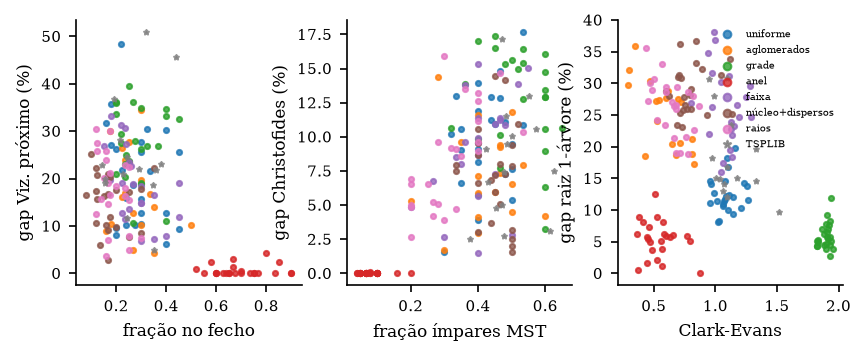 gap Viz. próximo (%)
50
40
30
20
10
0
0.2
0.4
0.6
0.8
fração no fecho
gap Christofides (%)
17.5
15.0
12.5
10.0
7.5
5.0
2.5
0.0
0.2
0.4
0.6
fração ímpares MST
gap raiz 1-árvore (%)
40
35
30
25
20
15
10
5
0
0.5
1.0
1.5
2.0
Clark-Evans
uniforme
aglomerados
grade
anel
faixa
núcleo+dispersos
raios
TSPLIB